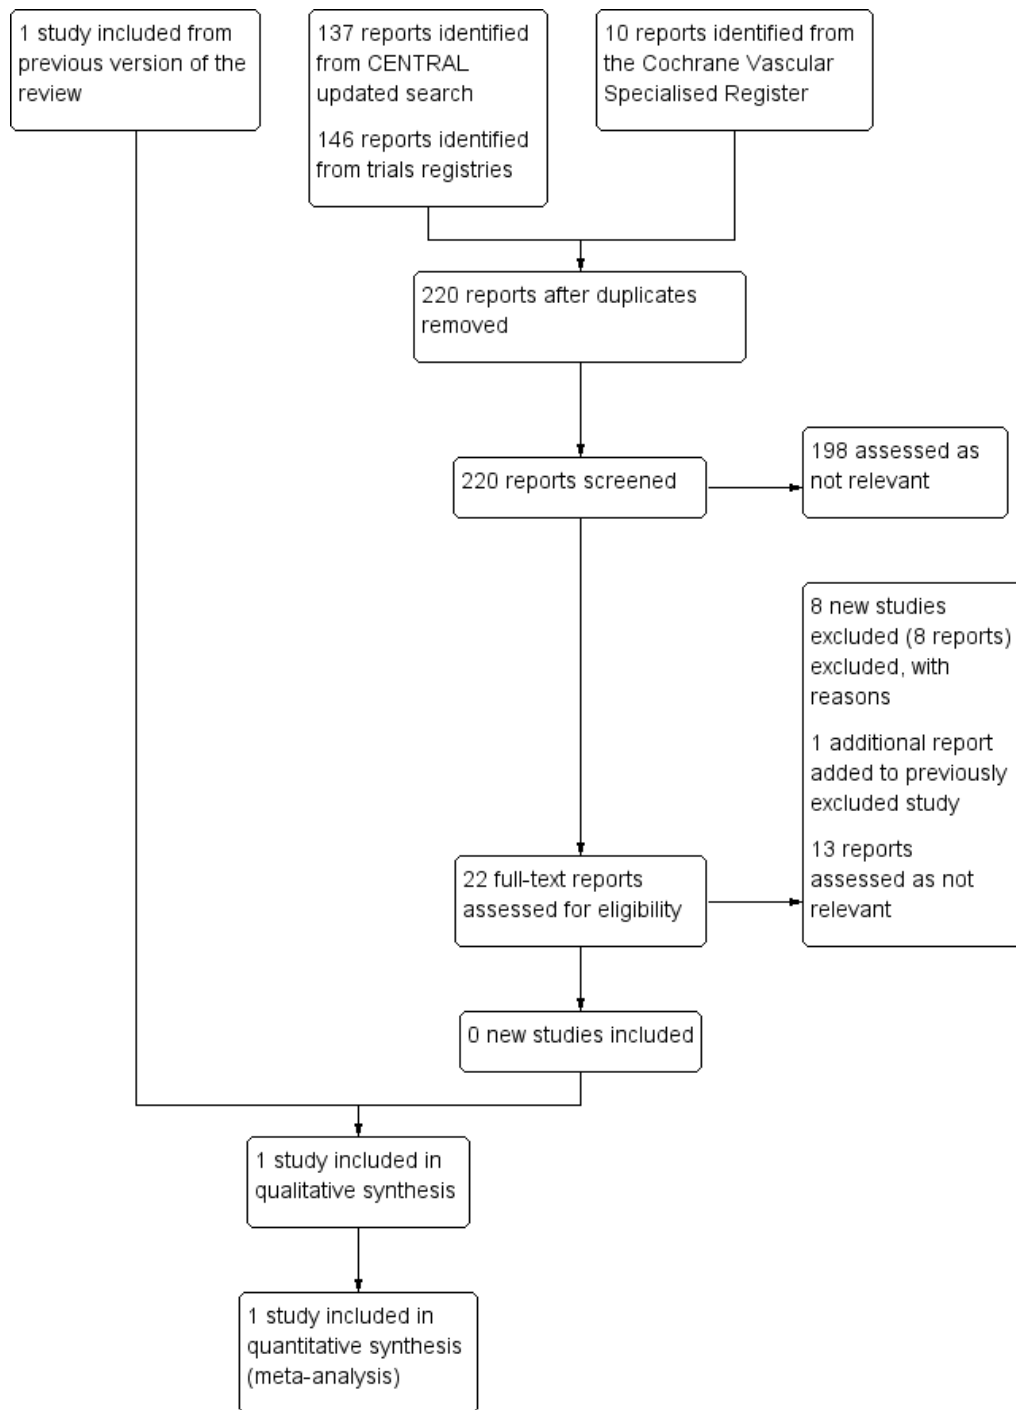 1 study included from
previous version of the
review
137 reports identified
from CENTRAL
updated search
146 reports identified
from trials registries
10 reports identified from
the Cochrane Vascular
Specialised Register
220 reports after duplicates
removed
220 reports screened
198 assessed as
not relevant
8 new studies
excluded (8 reports)
excluded, with
reasons
1 additional report
added to previously
excluded study
13 reports
assessed as not
relevant
22 full-text reports
assessed for eligibility
0 new studies included
1 study included in
qualitative synthesis
1 study included in
quantitative synthesis
(meta-analysis)